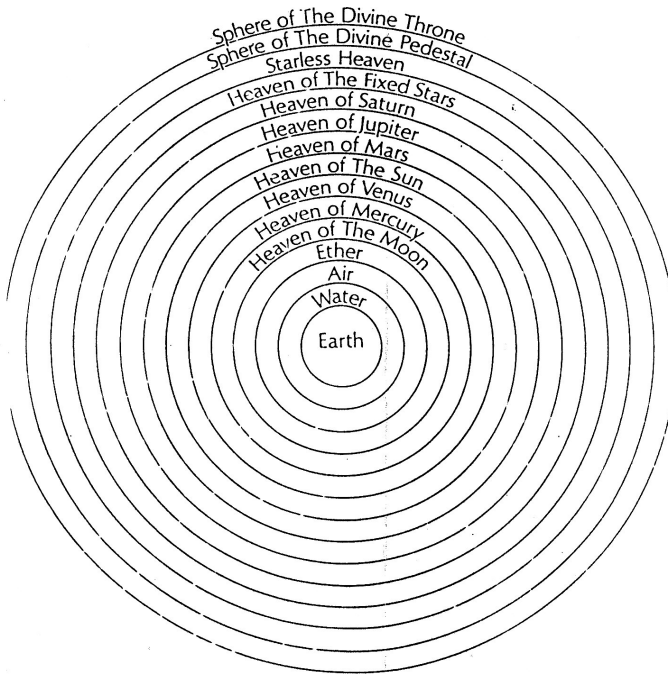 Sphere of The Divine Throne
Sphere of The Divine Pedestal
Starless Heaven
Heaven of The Fixed Stars
Heaven of Saturn
Heaven of Jupiter
Heaven of Mars
Heaven of The Sun
Heaven of Venus
Heaven of Mercury
Heaven of The Moon
Ether
Air
Water
Earth